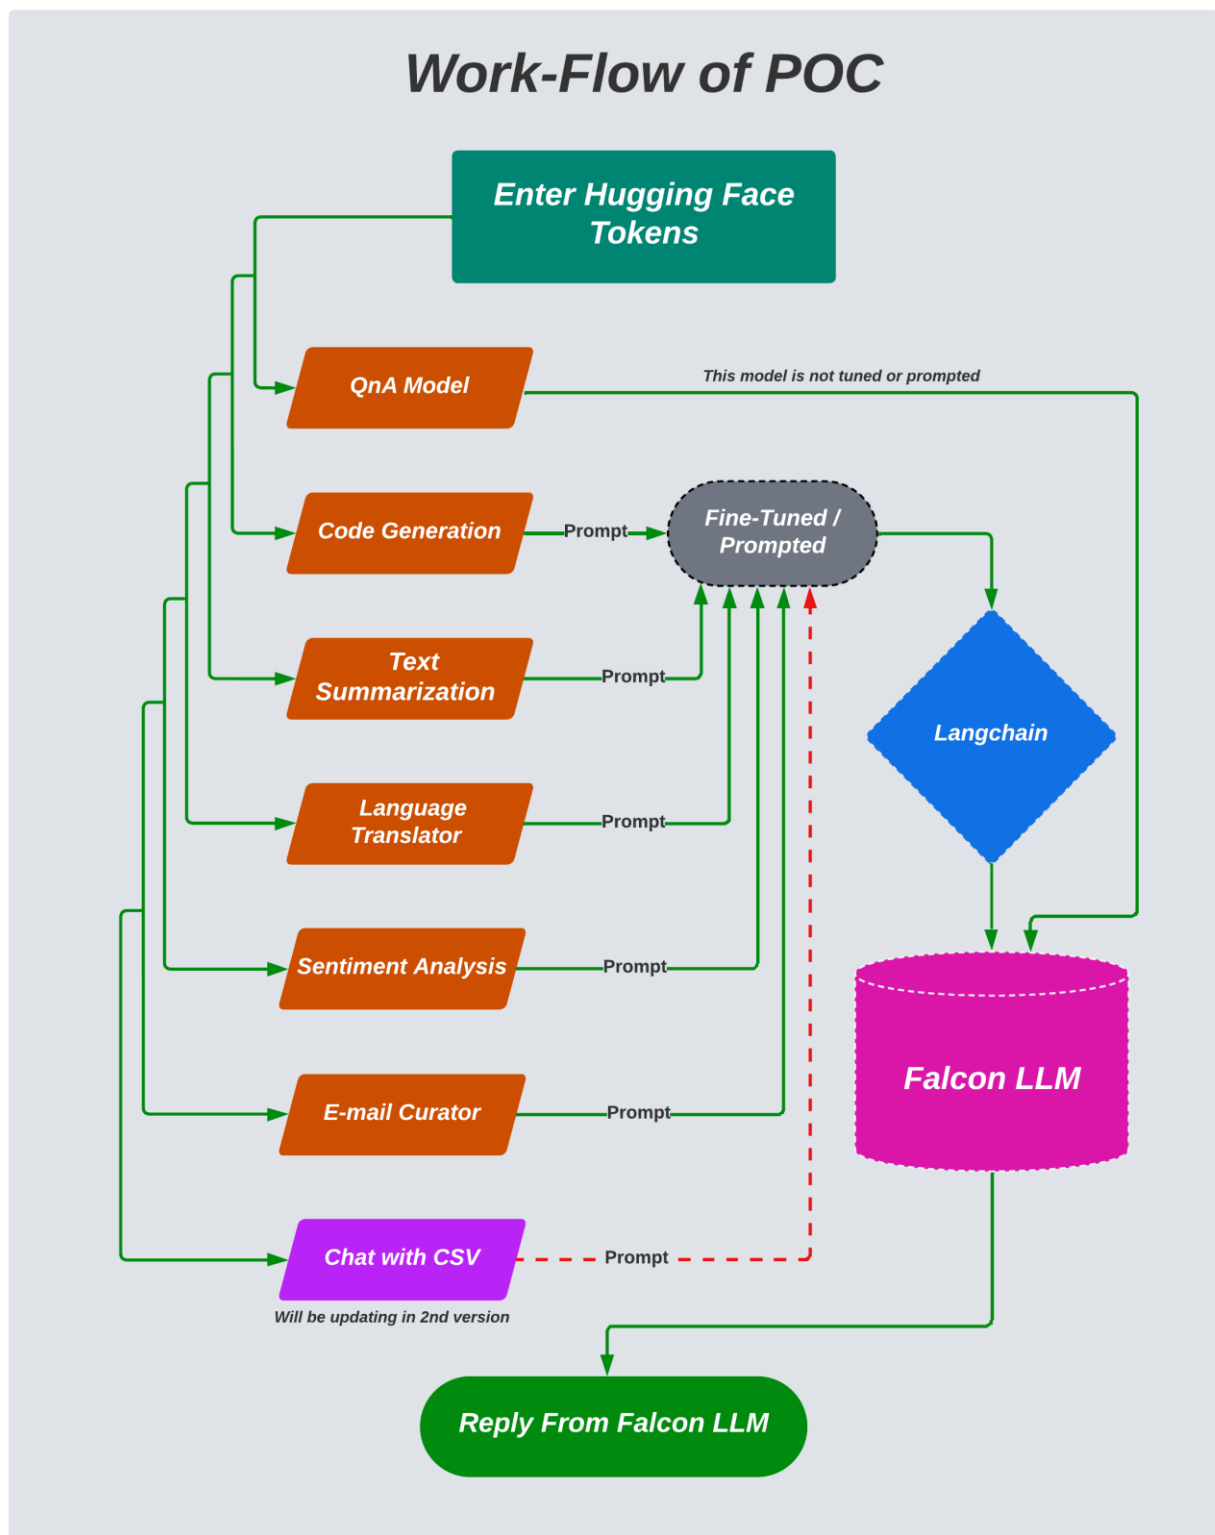 Work-Flow of POC
Enter Hugging Face
Tokens
QnA Model
This model is not tuned or prompted
Code Generation
Prompt
Fine-Tuned /
Prompted
Text
Summarization
Prompt
Langchain
Language
Translator
Prompt
Sentiment Analysis
Prompt
Falcon LLM
E-mail Curator
Prompt
Chat with CSV
Prompt
Will be updating in 2nd version
Reply From Falcon LLM